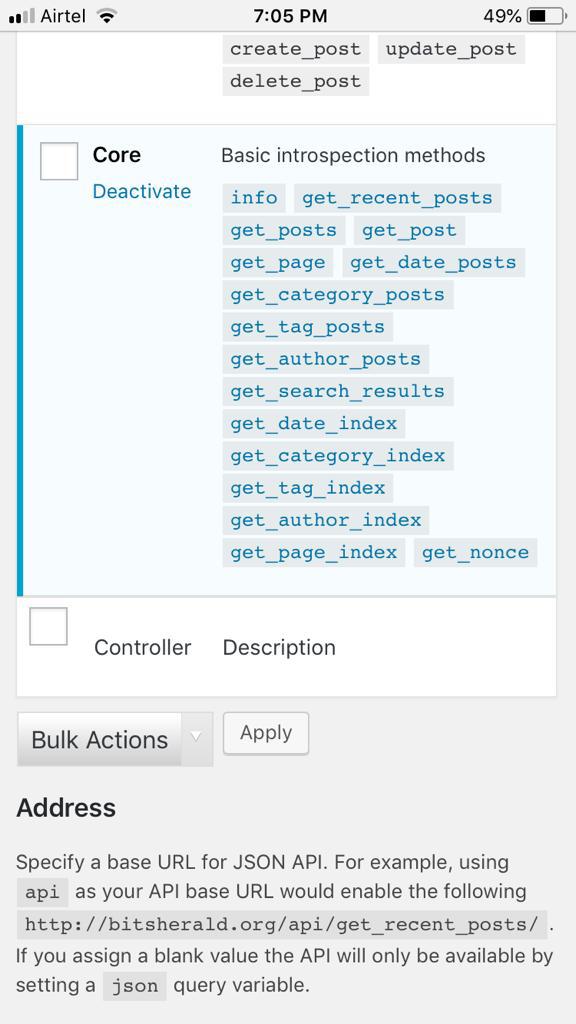 Airtel 7:05 PM 49%
create_post update_post
delete_post
Core Basic introspection methods
Deactivate
info get_recent_posts
get_posts get_post
get_page get_date_posts
get_category_posts
get_tag_posts
get_author_posts
get_search_results
get_date_index
get_category_index
get_tag_index
get_author_index
get_page_index get_nonce
Controller Description
Bulk Actions Apply
Address
Specify a base URL for JSON API. For example, using
api as your API base URL would enable the following
http://bitsherald.org/api/get_recent_posts/ .
If you assign a blank value the API will only be available by
setting a json query variable.